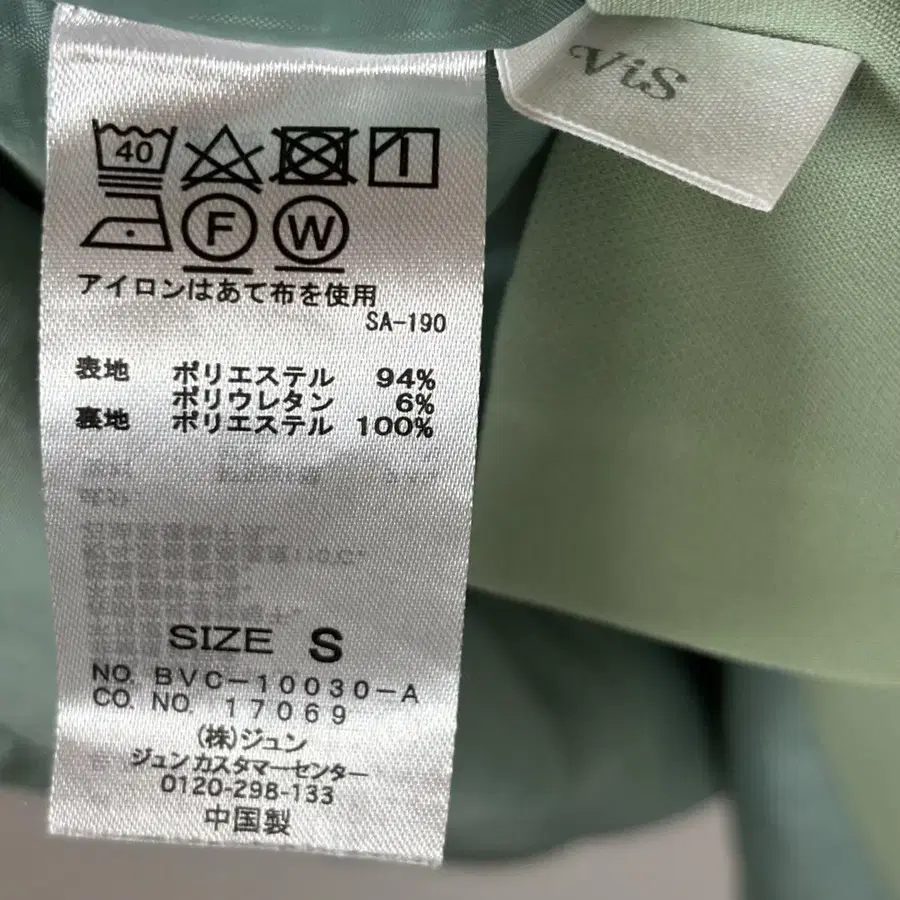 ViS
40
F W
アイロンはあて布を使用
SA-190
表地 ポリエステル 94%
ポリウレタン 6%
裏地 ポリエステル 100%
SIZE S
NO. BVC-10030-A
CO. NO. 17069
(株)ジュン
ジュン カスタマーセンター
0120-298-133
中国製